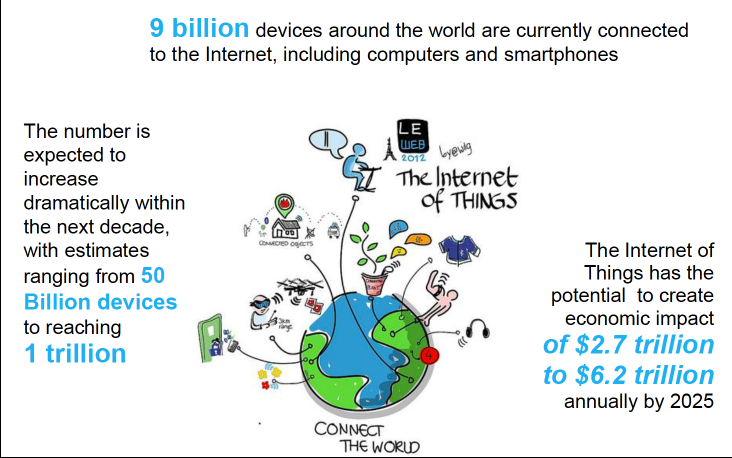 9 billion devices around the world are currently connected
to the Internet, including computers and smartphones
The number is
expected to
increase
dramatically within
the next decade,
with estimates
ranging from 50
Billion devices
to reaching
1 trillion
LE
WEB
2012
by@wlg
The Internet
of THINGS
CONNECTED OBJECTS
4
CONNECT
THE WORLD
The Internet of
Things has the
potential to create
economic impact
of $2.7 trillion
to $6.2 trillion
annually by 2025